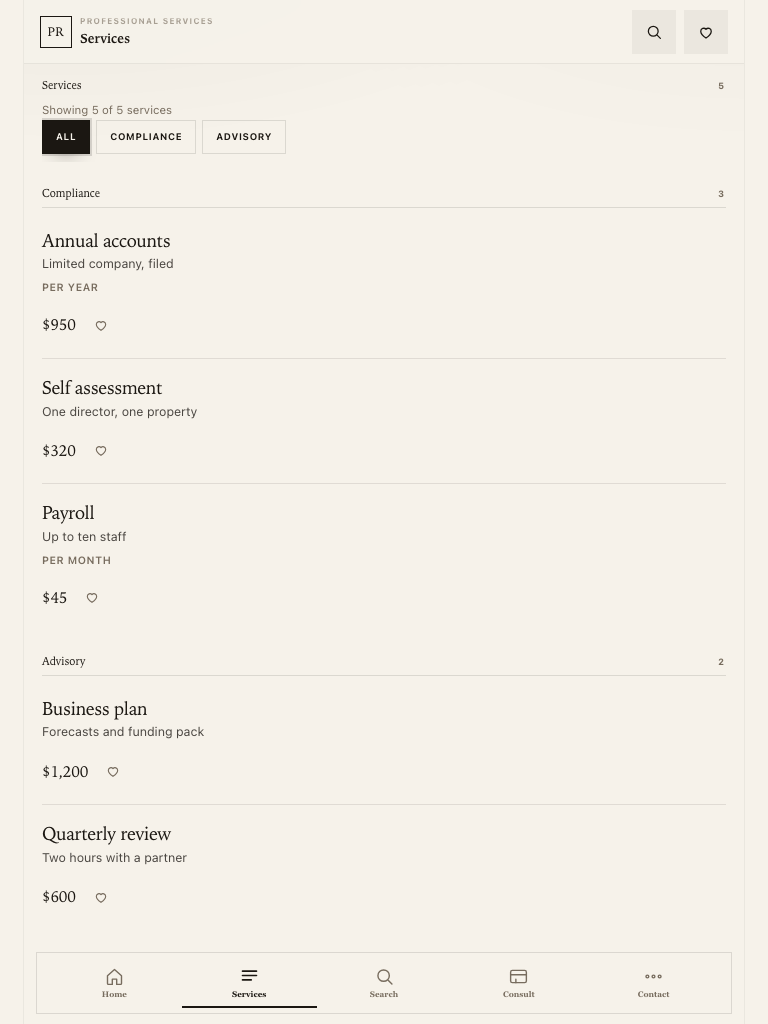 PR
PROFESSIONAL SERVICES
Services
Services
5
Showing 5 of 5 services
ALL
COMPLIANCE
ADVISORY
Compliance
3
Annual accounts
Limited company, filed
PER YEAR
$950
Self assessment
One director, one property
$320
Payroll
Up to ten staff
PER MONTH
$45
Advisory
2
Business plan
Forecasts and funding pack
$1,200
Quarterly review
Two hours with a partner
$600
Home
Services
Search
Consult
Contact